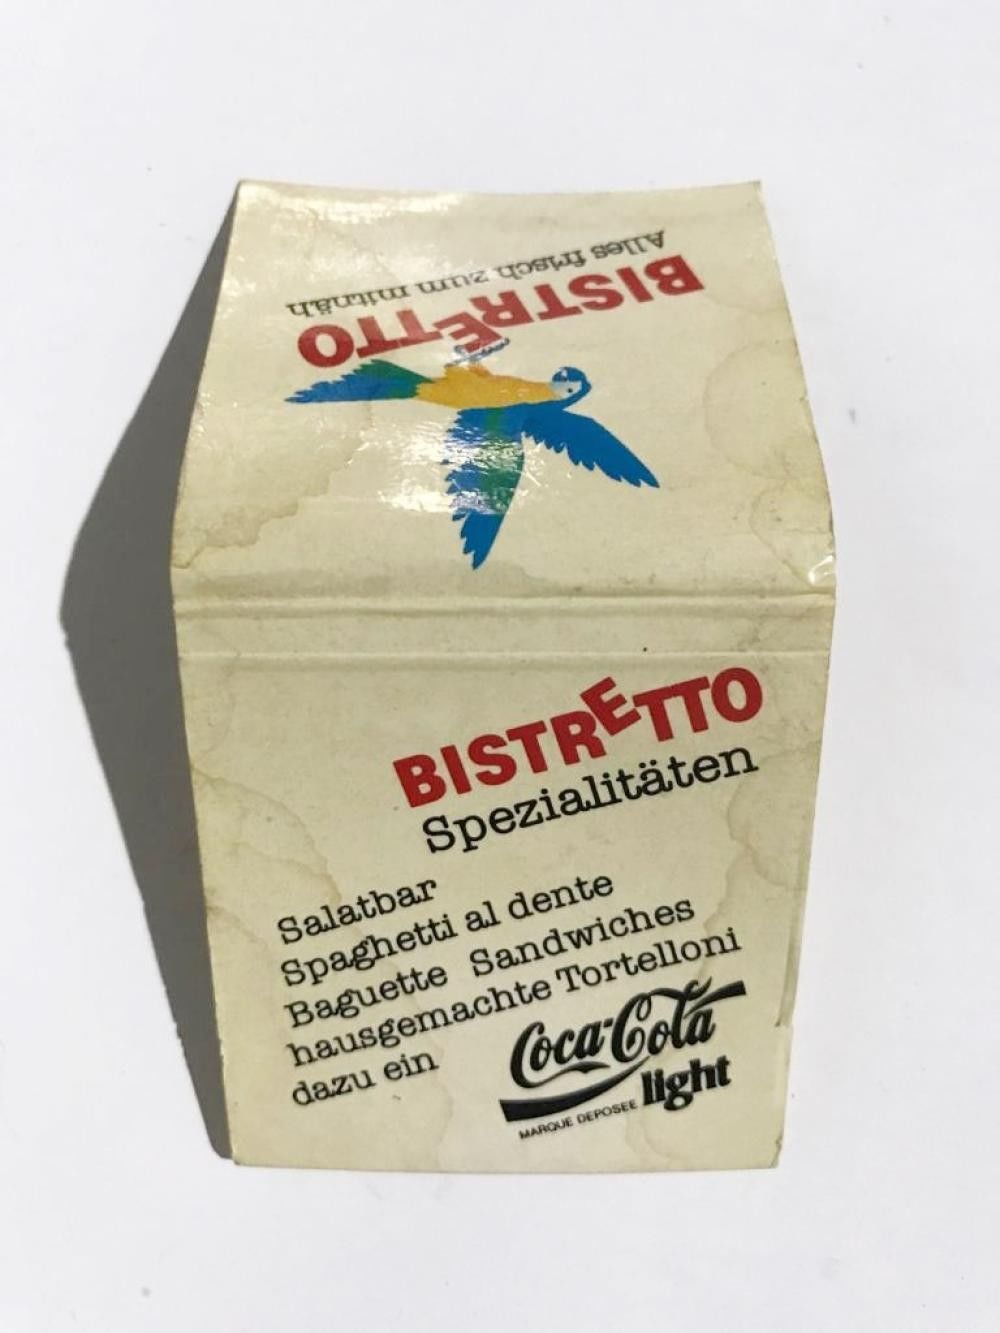 BISTRETTO
Alles frisch zum mitnäh
BISTRETTO
Spezialitäten
Salatbar
Spaghetti al dente
Baguette Sandwiches
hausgemachte Tortelloni
dazu ein
Coca-Cola
light
MARQUE DEPOSEE